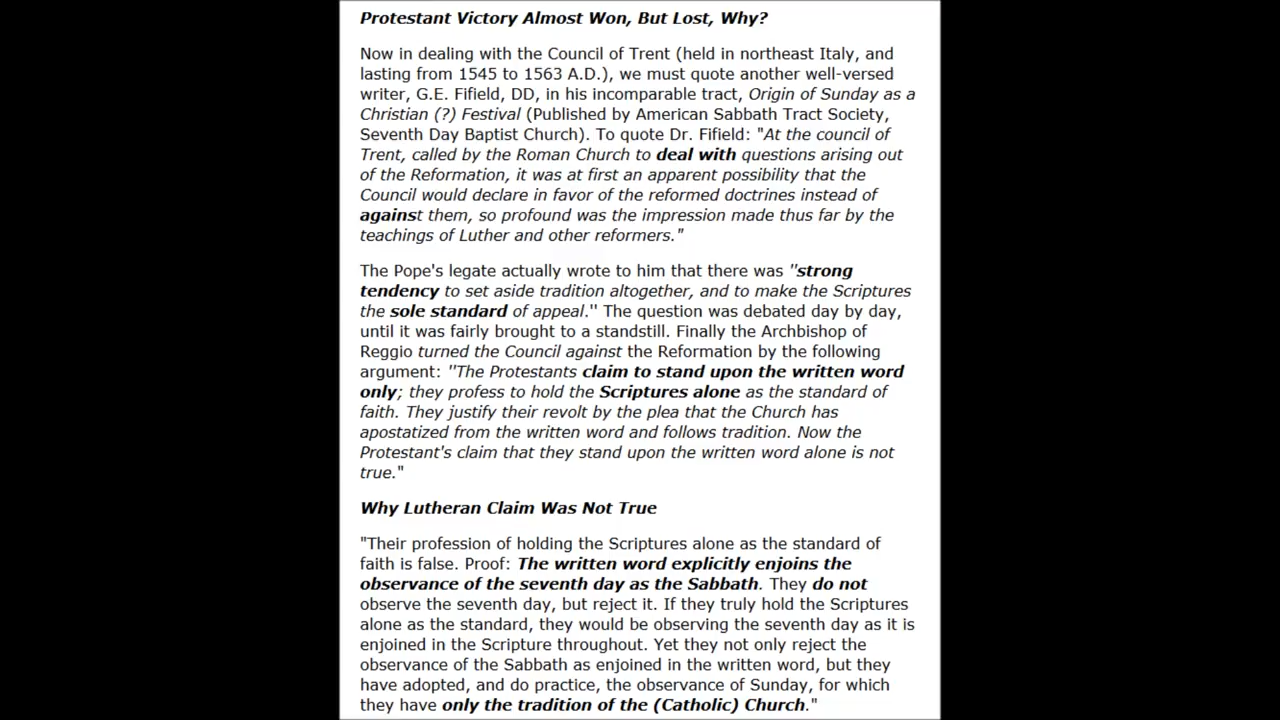 Protestant Victory Almost Won, But Lost, Why?
Now in dealing with the Council of Trent (held in northeast Italy, and
lasting from 1545 to 1563 A.D.), we must quote another well-versed
writer, G.E. Fifield, DD, in his incomparable tract, Origin of Sunday as a
Christian (?) Festival (Published by American Sabbath Tract Society,
Seventh Day Baptist Church). To quote Dr. Fifield: "At the council of
Trent, called by the Roman Church to deal with questions arising out
of the Reformation, it was at first an apparent possibility that the
Council would declare in favor of the reformed doctrines instead of
against them, so profound was the impression made thus far by the
teachings of Luther and other reformers."
The Pope's legate actually wrote to him that there was "strong
tendency to set aside tradition altogether, and to make the Scriptures
the sole standard of appeal." The question was debated day by day,
until it was fairly brought to a standstill. Finally the Archbishop of
Reggio turned the Council against the Reformation by the following
argument: "The Protestants claim to stand upon the written word
only; they profess to hold the Scriptures alone as the standard of
faith. They justify their revolt by the plea that the Church has
apostatized from the written word and follows tradition. Now the
Protestant's claim that they stand upon the written word alone is not
true."
Why Lutheran Claim Was Not True
"Their profession of holding the Scriptures alone as the standard of
faith is false. Proof: The written word explicitly enjoins the
observance of the seventh day as the Sabbath. They do not
observe the seventh day, but reject it. If they truly hold the Scriptures
alone as the standard, they would be observing the seventh day as it is
enjoined in the Scripture throughout. Yet they not only reject the
observance of the Sabbath as enjoined in the written word, but they
have adopted, and do practice, the observance of Sunday, for which
they have only the tradition of the (Catholic) Church."